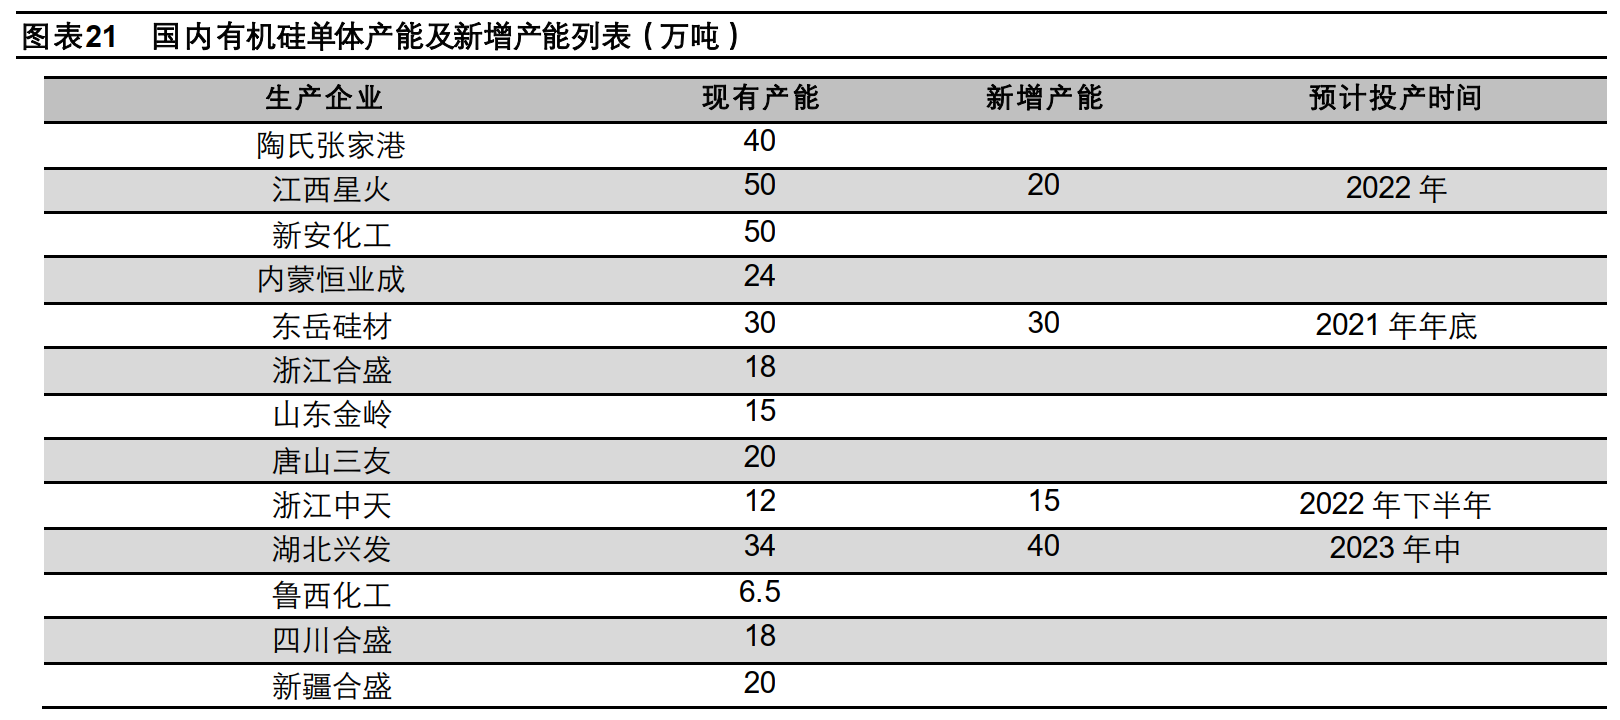 图表21 国内有机硅单体产能及新增产能列表（万吨）
生产企业 现有产能 新增产能 预计投产时间
陶氏张家港 40
江西星火 50 20 2022 年
新安化工 50
内蒙恒业成 24
东岳硅材 30 30 2021 年年底
浙江合盛 18
山东金岭 15
唐山三友 20
浙江中天 12 15 2022 年下半年
湖北兴发 34 40 2023 年中
鲁西化工 6.5
四川合盛 18
新疆合盛 20